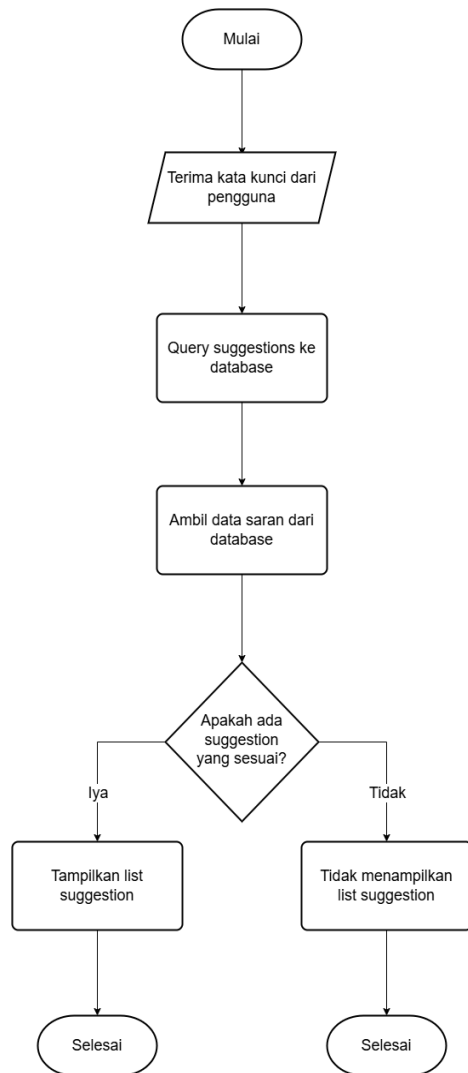 Mulai
Terima kata kunci dari
pengguna
Query suggestions ke
database
Ambil data saran dari
database
Apakah ada
suggestion
yang sesuai?
Iya
Tidak
Tampilkan list
suggestion
Tidak menampilkan
list suggestion
Selesai
Selesai